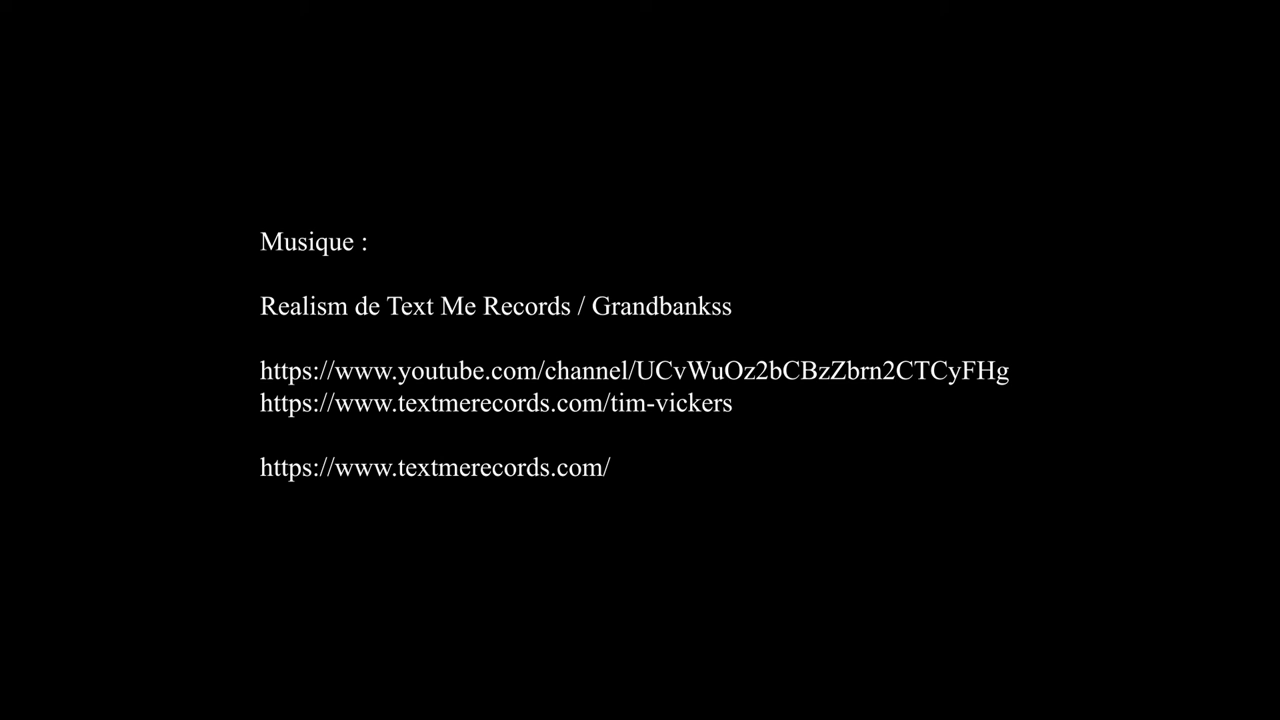 Musique :
Realism de Text Me Records / Grandbankss
https://www.youtube.com/channel/UCvWuOz2bCBzZbrn2CTCyFHg
https://www.textmerecords.com/tim-vickers
https://www.textmerecords.com/